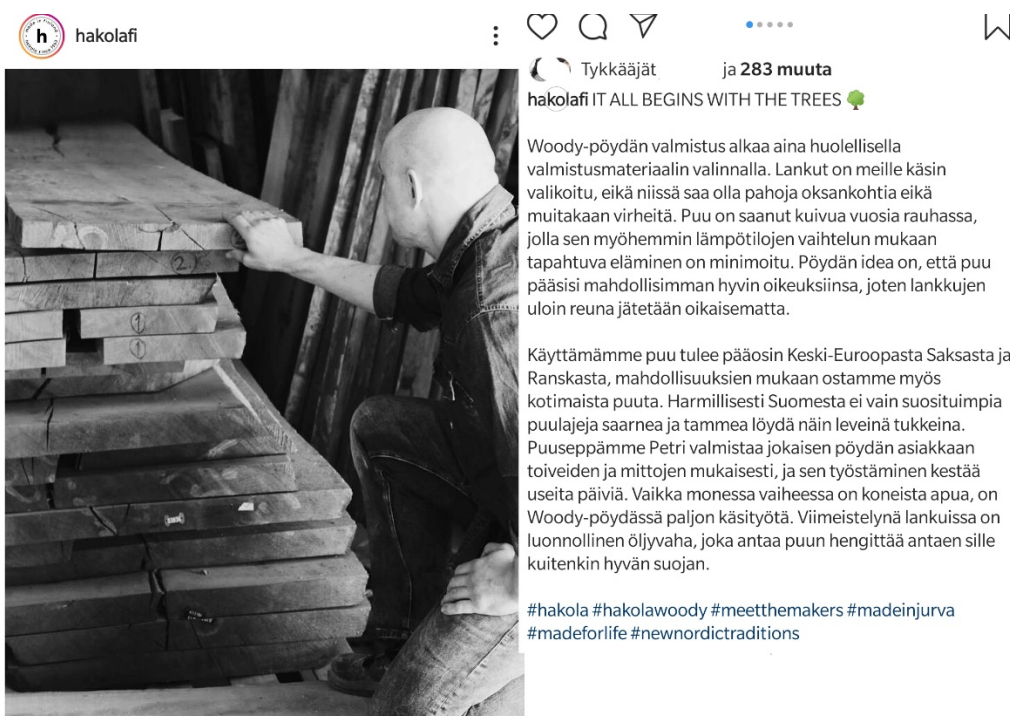 hakolafi
Tykkääjät ja 283 muuta
hakolafi IT ALL BEGINS WITH THE TREES 🌳
Woody-pöydän valmistus alkaa aina huolellisella
valmistusmateriaalin valinnalla. Lankut on meille käsin
valikoitu, eikä niissä saa olla pahoja oksankohtia eikä
muitakaan virheitä. Puu on saanut kuivua vuosia rauhassa,
jolla sen myöhemmin lämpötilojen vaihtelun mukaan
tapahtuva eläminen on minimoitu. Pöydän idea on, että puu
pääsisi mahdollisimman hyvin oikeuksiinsa, joten lankkujen
uloin reuna jätetään oikaisematta.
Käyttämämme puu tulee pääosin Keski-Euroopasta Saksasta ja
Ranskasta, mahdollisuuksien mukaan ostamme myös
kotimaista puuta. Harmillisesti Suomesta ei vain suosituimpia
puulajeja saarnea ja tammea löydä näin leveinä tukkeina.
Puuseppämme Petri valmistaa jokaisen pöydän asiakkaan
toiveiden ja mittojen mukaisesti, ja sen työstäminen kestää
useita päiviä. Vaikka monessa vaiheessa on koneista apua, on
Woody-pöydässä paljon käsityötä. Viimeistelynä lankuissa on
luonnollinen öljyvaha, joka antaa puun hengittää antaen sille
kuitenkin hyvän suojan.
#hakola #hakolawoody #meetthemakers #madeinjurva
#madeforlife #newnordictraditions
h
2.
1
1